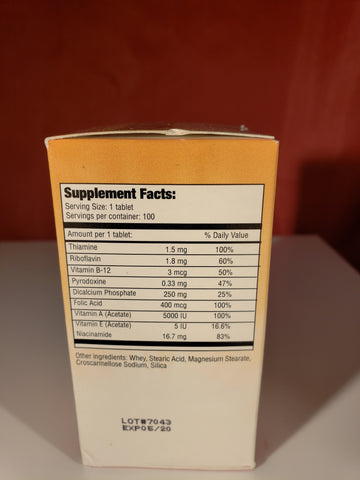 Supplement Facts:
Serving Size: 1 tablet
Servings per container: 100
Amount per 1 tablet: % Daily Value
Thiamine 1.5 mg 100%
Riboflavin 1.8 mg 60%
Vitamin B-12 3 mcg 50%
Pyrodoxine 0.33 mg 47%
Dicalcium Phosphate 250 mg 25%
Folic Acid 400 mcg 100%
Vitamin A (Acetate) 5000 IU 100%
Vitamin E (Acetate) 5 IU 16.6%
Niacinamide 16.7 mg 83%
Other ingredients: Whey, Stearic Acid, Magnesium Stearate,
Croscarmellose Sodium, Silica
LOT#7043
EXP05/20